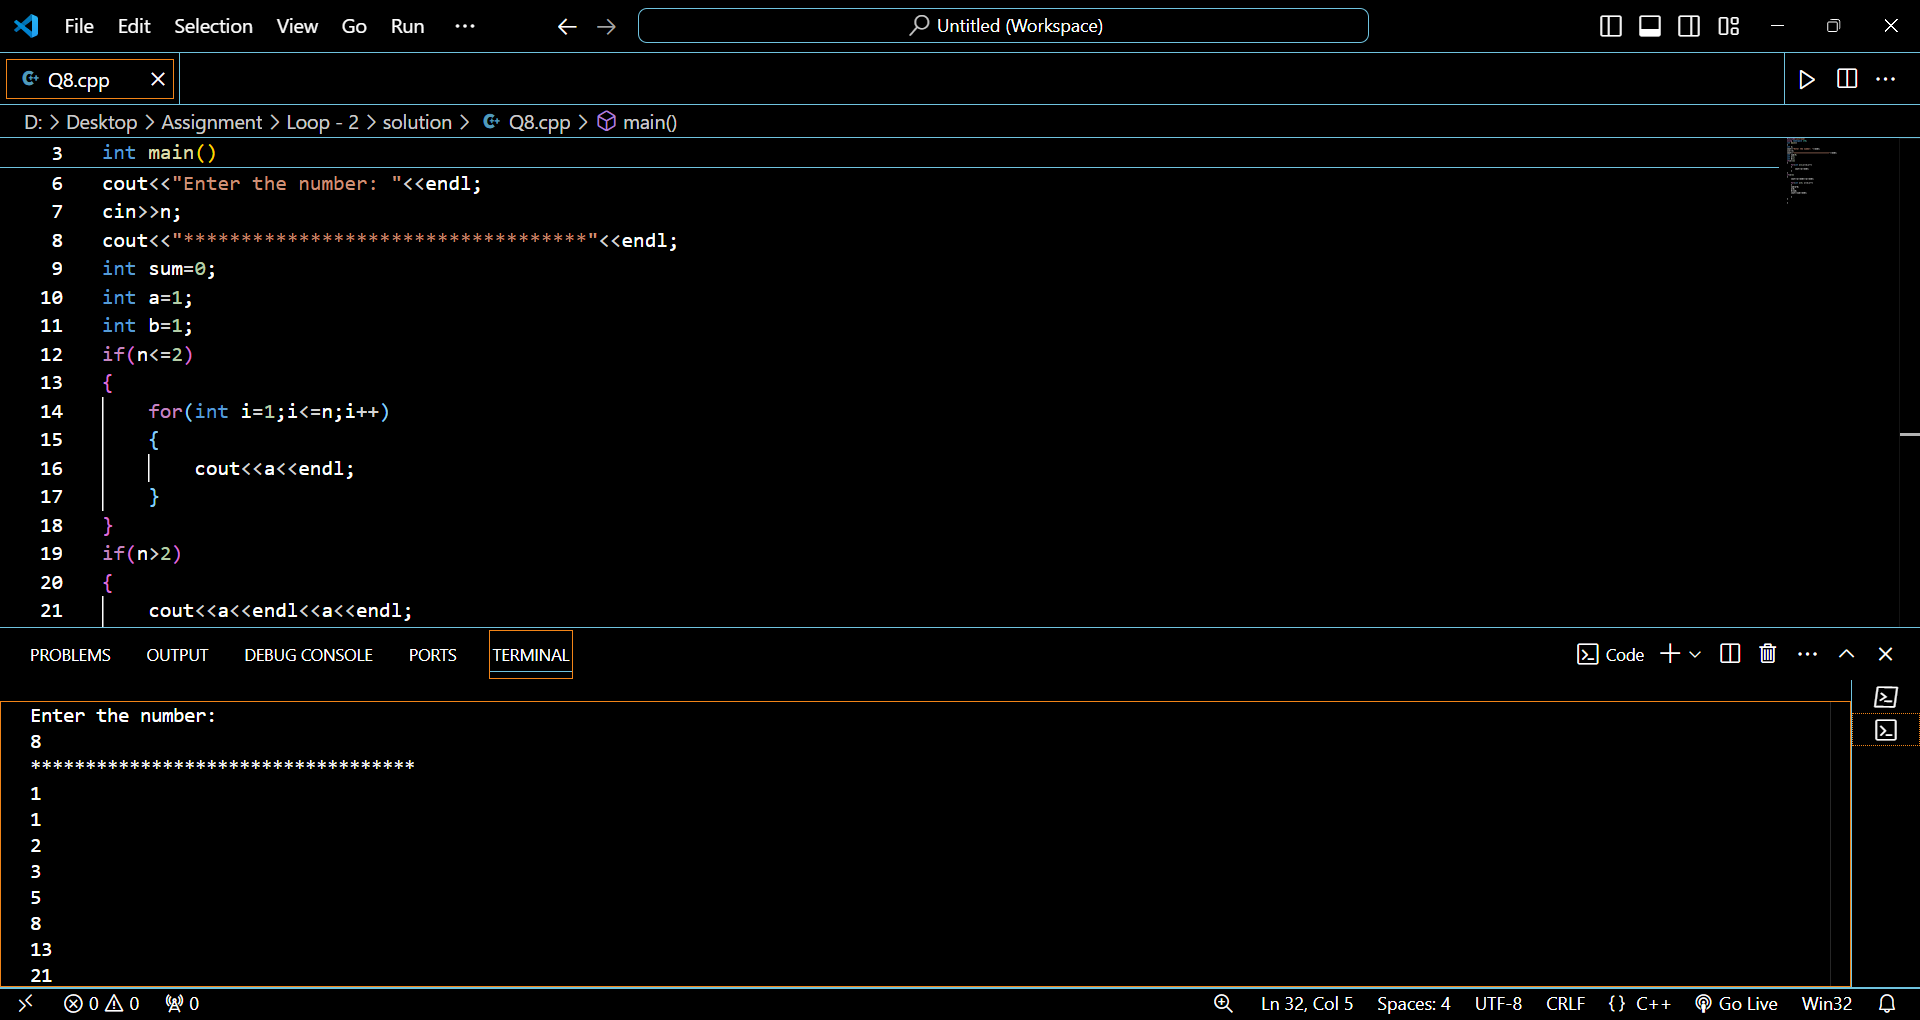 File Edit Selection View Go Run ··· Untitled (Workspace)
Q8.cpp
D: > Desktop > Assignment > Loop - 2 > solution > Q8.cpp > main()
3 int main()
6 cout<<"Enter the number: "<<endl;
7 cin>>n;
8 cout<<"***********************************"<<endl;
9 int sum=0;
10 int a=1;
11 int b=1;
12 if(n<=2)
13 {
14 for(int i=1;i<=n;i++)
15 {
16 cout<<a<<endl;
17 }
18 }
19 if(n>2)
20 {
21 cout<<a<<endl<<a<<endl;
PROBLEMS OUTPUT DEBUG CONSOLE PORTS TERMINAL Code
Enter the number:
8
***********************************
1
1
2
3
5
8
13
21
0 0 0 Ln 32, Col 5 Spaces: 4 UTF-8 CRLF {} C++ Go Live Win32